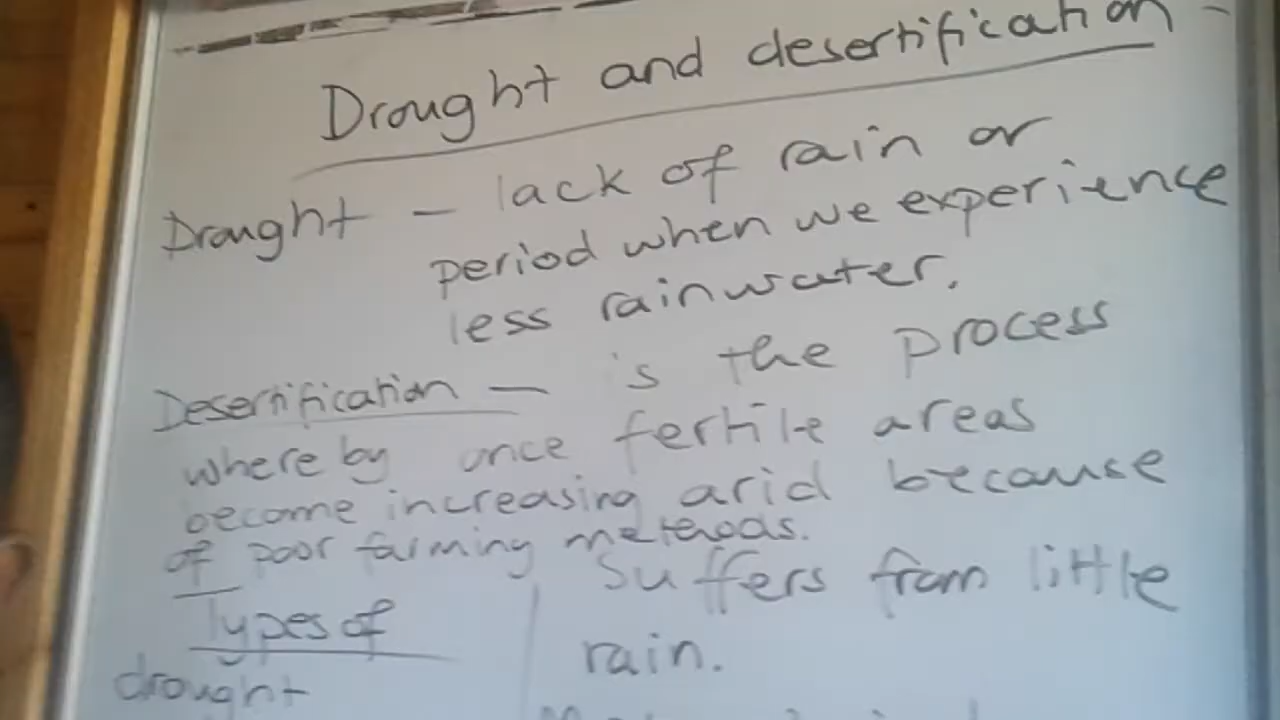 Drought and desertification
Drought - lack of rain or
period when we experience
less rainwater.
Desertification - is the process
where by once fertile areas
become increasing arid because
of poor farming methods.
Suffers from little
rain.
Types of
drought